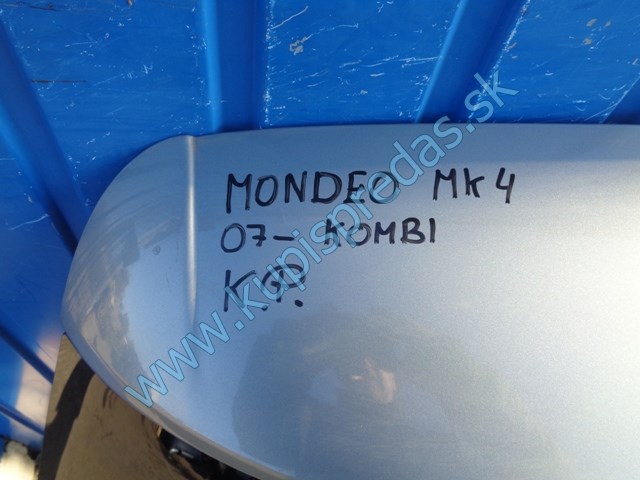 MONDEO MK4
07- KOMBI
www.kupispredas.sk